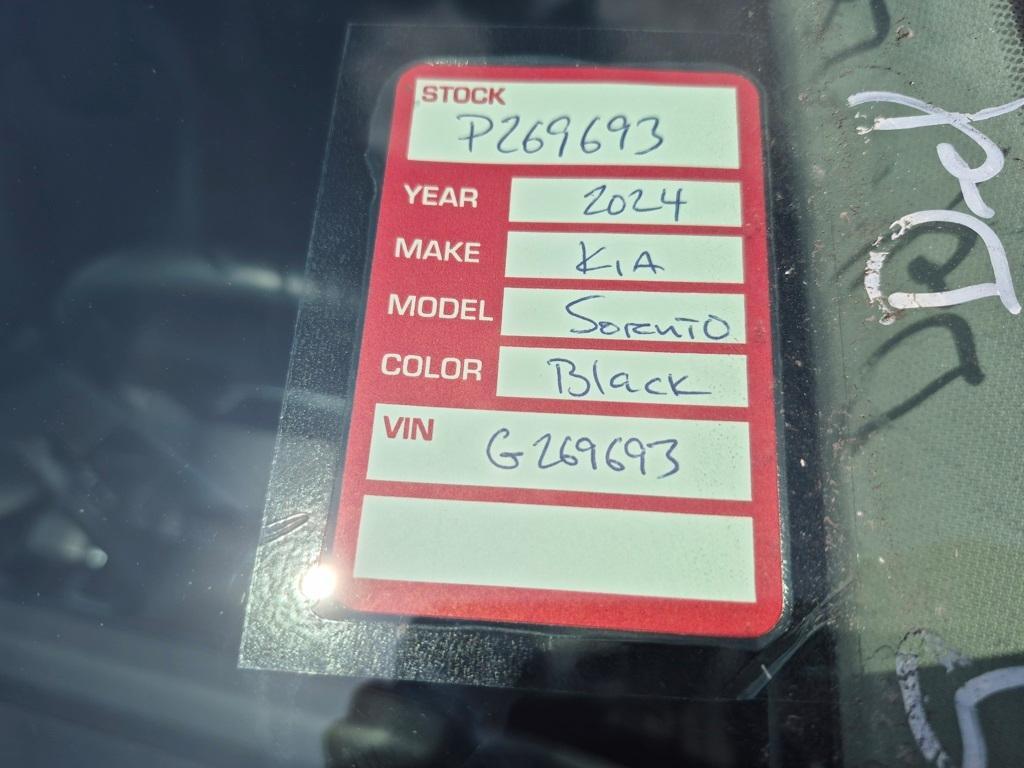 STOCK
P269693
YEAR 2024
MAKE KIA
MODEL Sorento
COLOR Black
VIN G269693